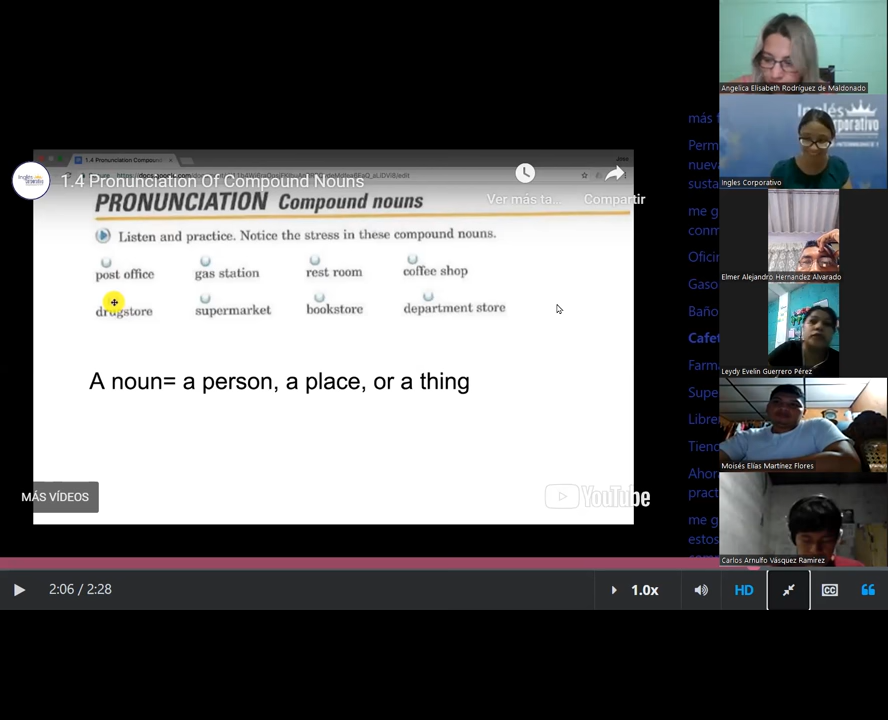 1.4 Pronunciation Of Compound Nouns
Ver más ta...
Compartir
PRONUNCIATION Compound nouns
Listen and practice. Notice the stress in these compound nouns.
post office gas station rest room coffee shop
drugstore supermarket bookstore department store
A noun= a person, a place, or a thing
MÁS VÍDEOS
YouTube
2:06 / 2:28
1.0x
HD
CC
más f
Perm
nueva
susta
me g
conm
Oficin
Gaso
Baño
Cafet
Farm
Supe
Libre
Tiend
Ahor
pract
me g
estos
Angelica Elisabeth Rodríguez de Maldonado
Inglés
Corporativo
Ingles Corporativo
Elmer Alejandro Hernandez Alvarado
Leydy Evelin Guerrero Pérez
Moisés Elías Martínez Flores
Carlos Arnulfo Vásquez Ramirez